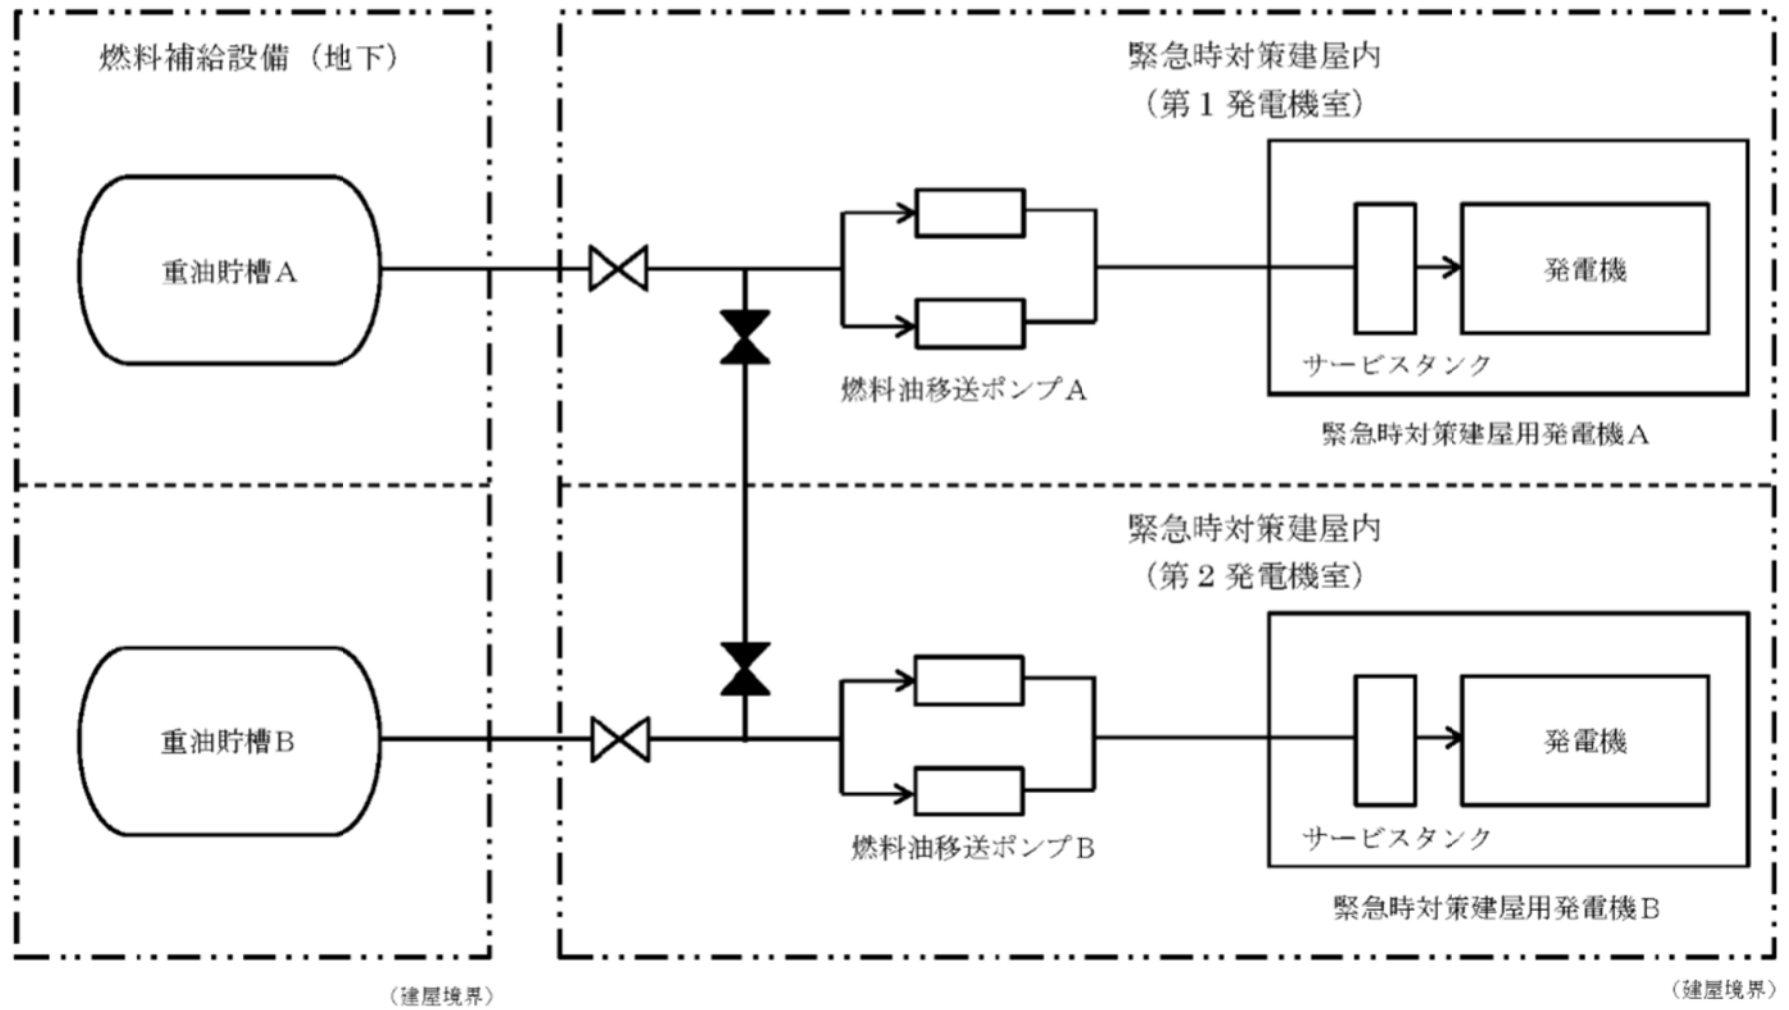 燃料補給設備（地下）
緊急時対策建屋内
（第１発電機室）
重油貯槽Ａ
発電機
サービスタンク
燃料油移送ポンプＡ
緊急時対策建屋用発電機Ａ
緊急時対策建屋内
（第２発電機室）
重油貯槽Ｂ
発電機
サービスタンク
燃料油移送ポンプＢ
緊急時対策建屋用発電機Ｂ
（建屋境界）
（建屋境界）